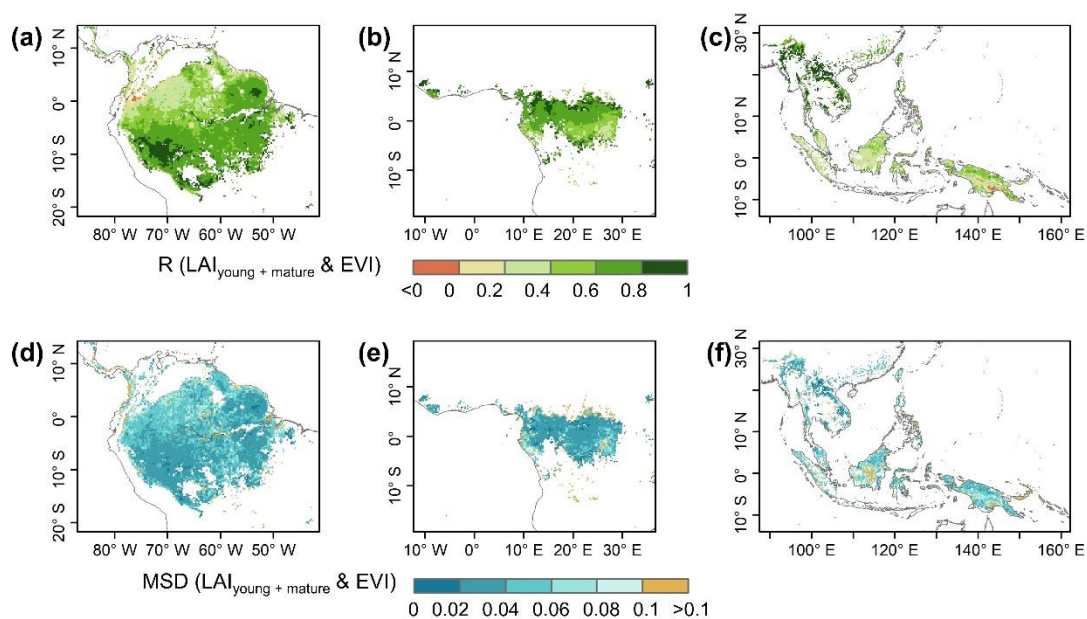 (a)
10° N
0°
10° S
20° S
80° W 70° W 60° W 50° W
(b)
10° N
0°
10° S
10° W 0° 10° E 20° E 30° E
(c)
30° N
20° N
10° N
0°
10° S
100° E 120° E 140° E 160° E
R (LAIyoung + mature & EVI)
<0 0 0.2 0.4 0.6 0.8 1
(d)
10° N
0°
10° S
20° S
80° W 70° W 60° W 50° W
(e)
10° N
0°
10° S
10° W 0° 10° E 20° E 30° E
(f)
30° N
20° N
10° N
0°
10° S
100° E 120° E 140° E 160° E
MSD (LAIyoung + mature & EVI)
0 0.02 0.04 0.06 0.08 0.1 >0.1